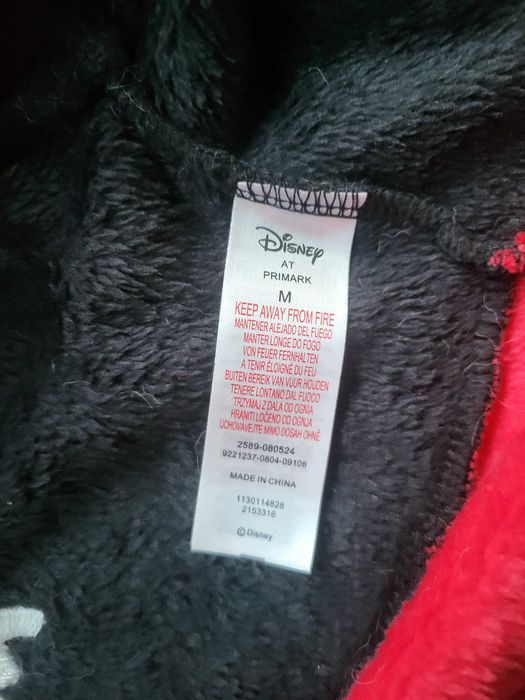 Disney
AT
PRIMARK
M
KEEP AWAY FROM FIRE
MANTENER ALEJADO DEL FUEGO
MANTER LONGE DO FOGO
VON FEUER FERNHALTEN
À TENIR ÉLOIGNÉ DU FEU
BUITEN BEREIK VAN VUUR HOUDEN
TENERE LONTANO DAL FUOCO
TRZYMAJ Z DALA OD OGNIA
HRANITI LOČENO OD OGNJA
UCHOVÁVEJTE MIMO DOSAH OHNĚ
2589-080524
9221237-0804-09106
MADE IN CHINA
1130114828
2153316
© Disney